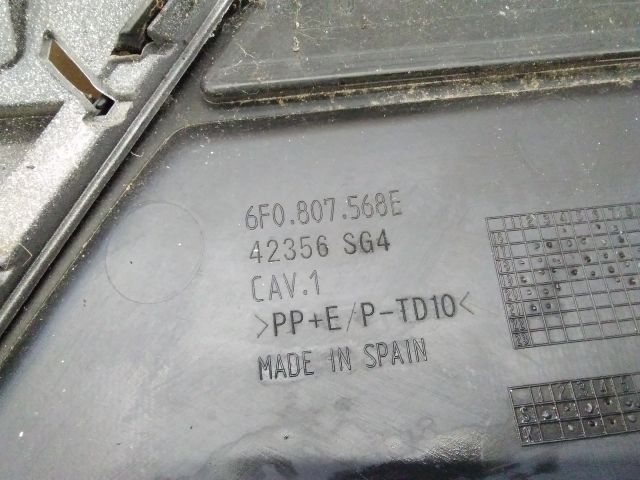 6F0.807.568E
42356 SG4
CAV.1
>PP+E/P-TD10<
MADE IN SPAIN